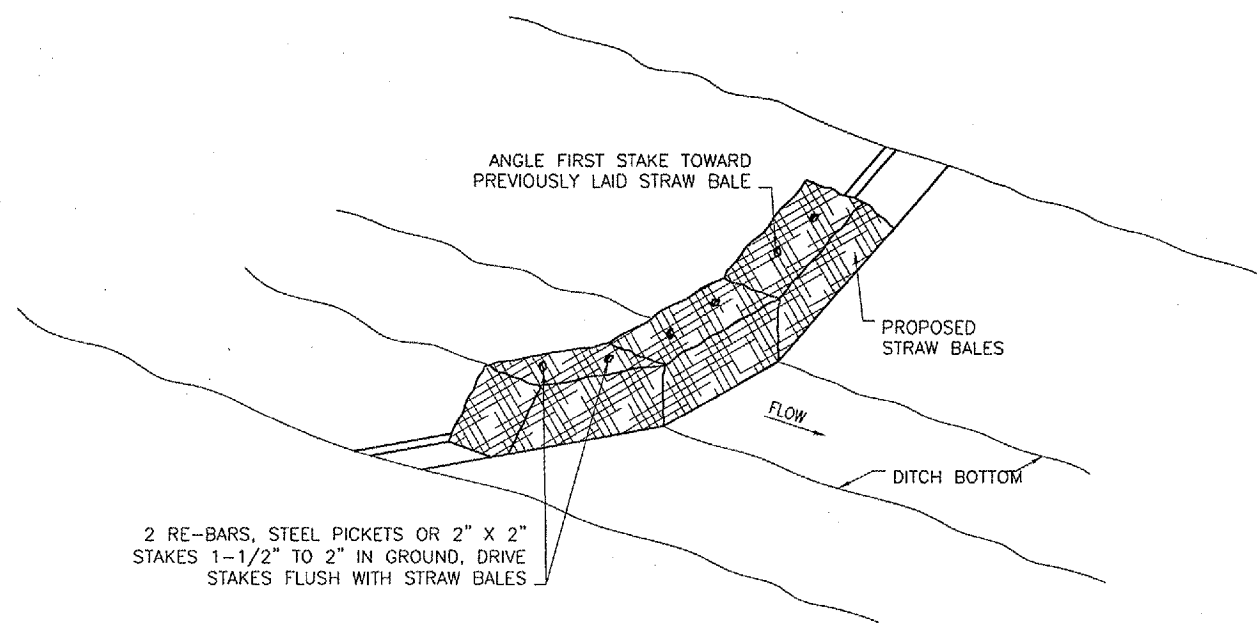 ANGLE FIRST STAKE TOWARD
PREVIOUSLY LAID STRAW BALE
PROPOSED
STRAW BALES
FLOW
DITCH BOTTOM
2 RE-BARS, STEEL PICKETS OR 2" X 2"
STAKES 1-1/2" TO 2" IN GROUND, DRIVE
STAKES FLUSH WITH STRAW BALES